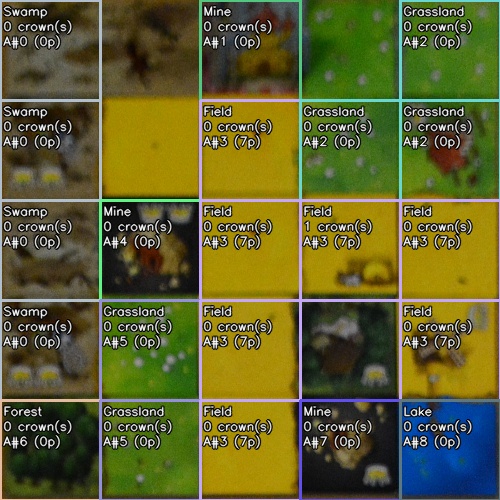 Swamp
0 crown(s)
A#0 (0p)
Mine
0 crown(s)
A#1 (0p)
Grassland
0 crown(s)
A#2 (0p)
Swamp
0 crown(s)
A#0 (0p)
Field
0 crown(s)
A#3 (7p)
Grassland
0 crown(s)
A#2 (0p)
Grassland
0 crown(s)
A#2 (0p)
Swamp
0 crown(s)
A#0 (0p)
Mine
0 crown(s)
A#4 (0p)
Field
0 crown(s)
A#3 (7p)
Field
1 crown(s)
A#3 (7p)
Field
0 crown(s)
A#3 (7p)
Swamp
0 crown(s)
A#0 (0p)
Grassland
0 crown(s)
A#5 (0p)
Field
0 crown(s)
A#3 (7p)
Field
0 crown(s)
A#3 (7p)
Forest
0 crown(s)
A#6 (0p)
Grassland
0 crown(s)
A#5 (0p)
Field
0 crown(s)
A#3 (7p)
Mine
0 crown(s)
A#7 (0p)
Lake
0 crown(s)
A#8 (0p)